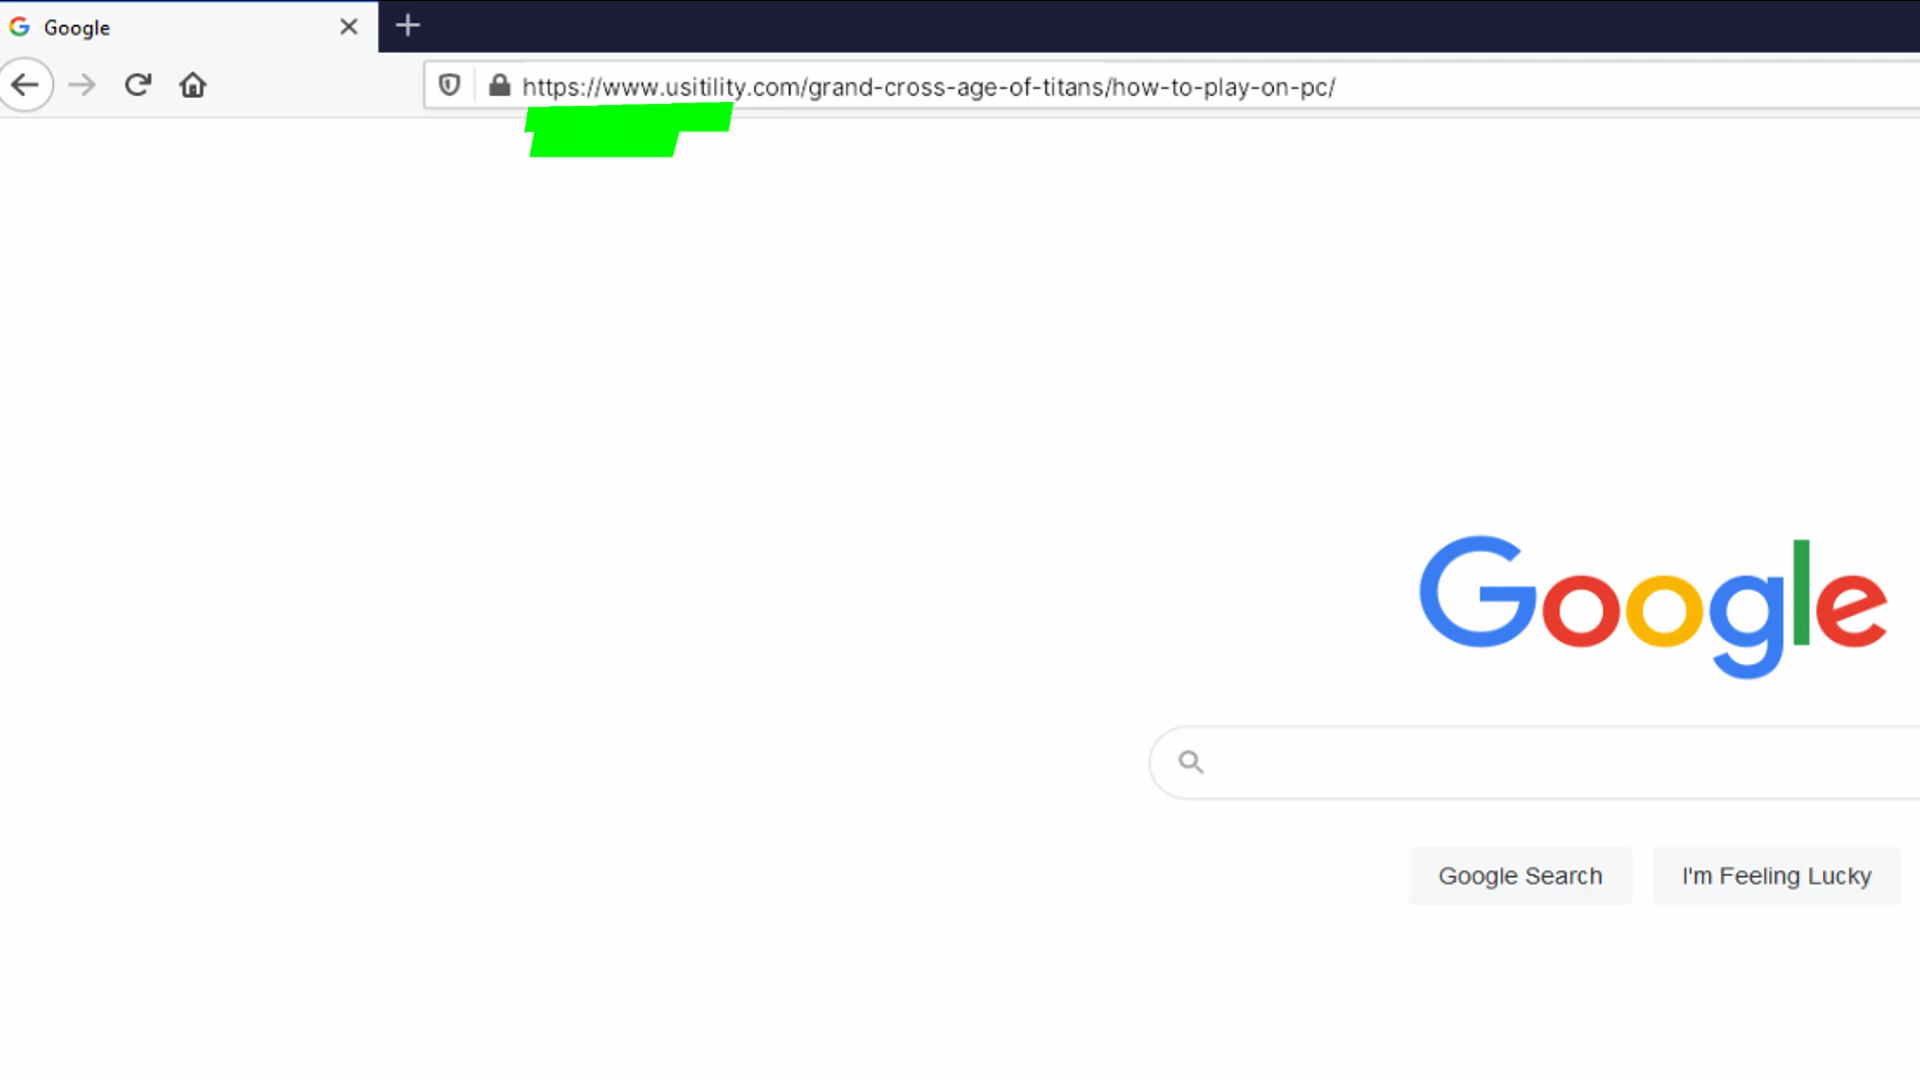 Google
https://www.usitility.com/grand-cross-age-of-titans/how-to-play-on-pc/
Google
Google Search
I'm Feeling Lucky